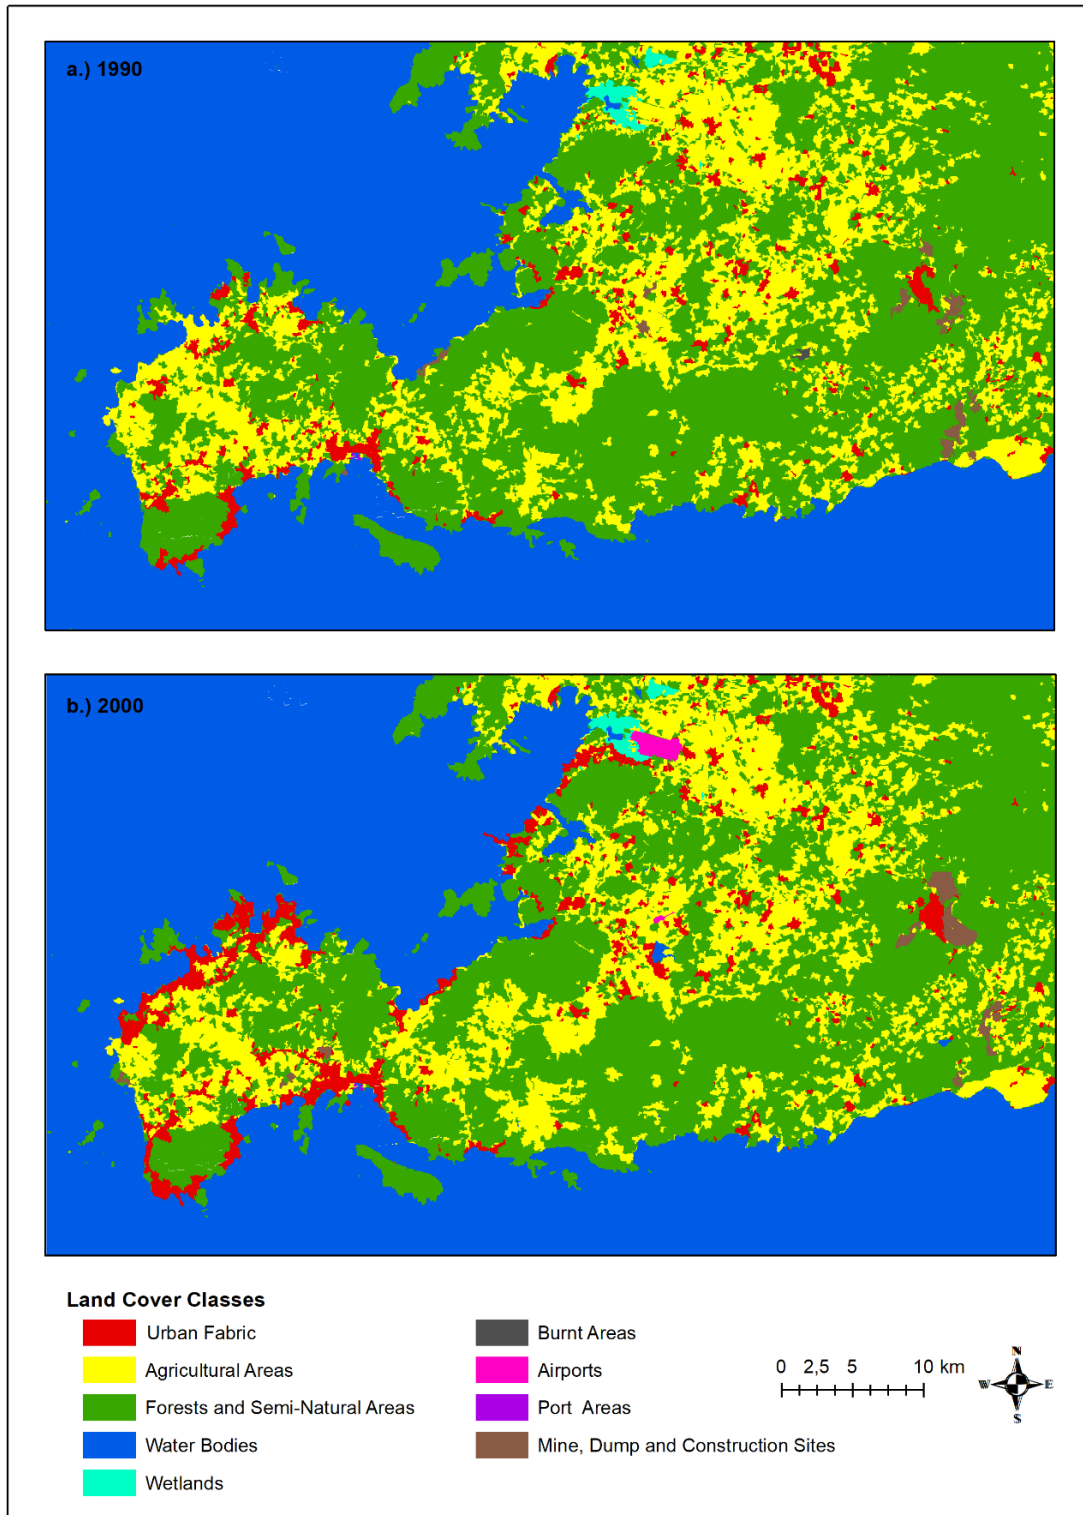 a.) 1990
b.) 2000
Land Cover Classes
Urban Fabric
Agricultural Areas
Forests and Semi-Natural Areas
Water Bodies
Wetlands
Burnt Areas
Airports
Port Areas
Mine, Dump and Construction Sites
0 2,5 5 10 km
N
W E
S